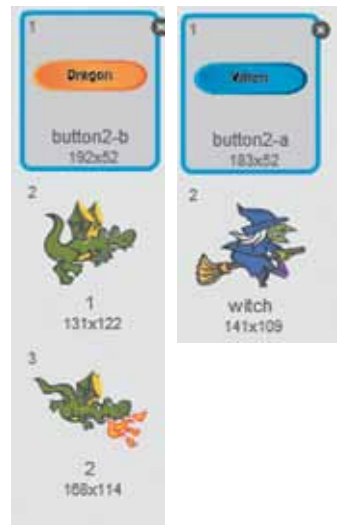 1
Dragon
button2-b
192x52
2
1
131x122
3
2
168x114
1
Witch
button2-a
183x52
2
witch
141x109